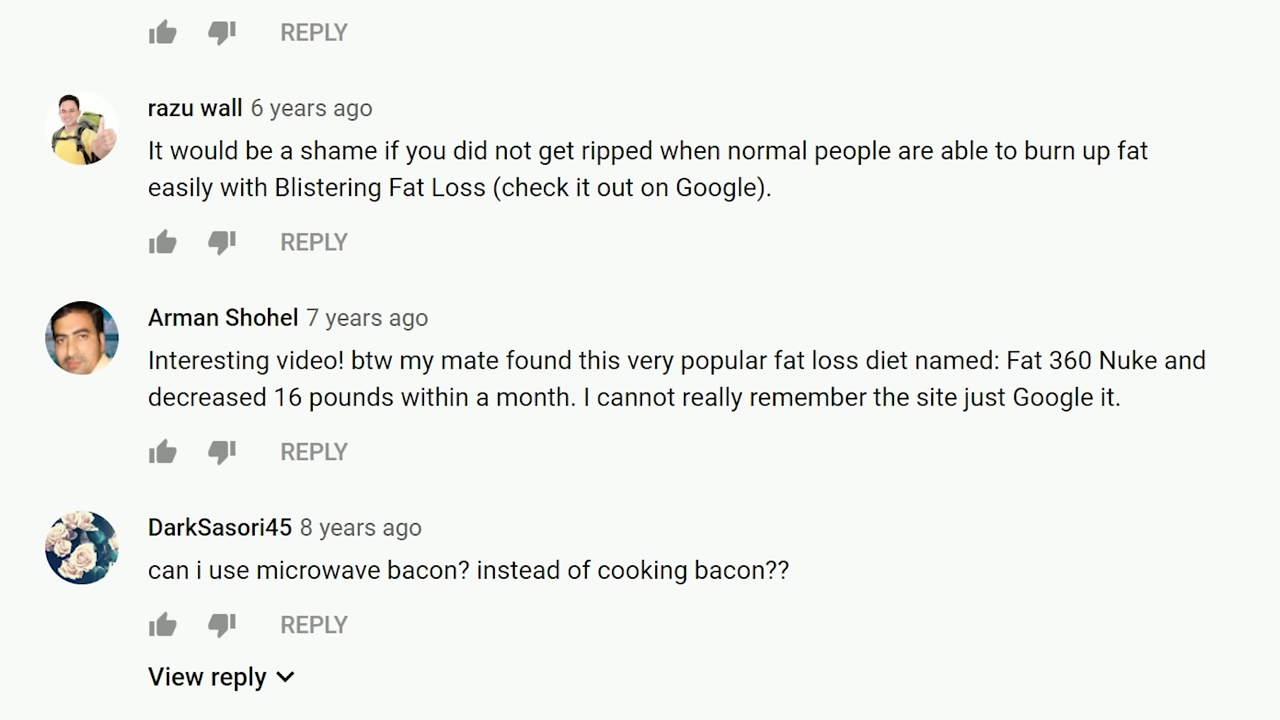 REPLY
razu wall 6 years ago
It would be a shame if you did not get ripped when normal people are able to burn up fat
easily with Blistering Fat Loss (check it out on Google).
REPLY
Arman Shohel 7 years ago
Interesting video! btw my mate found this very popular fat loss diet named: Fat 360 Nuke and
decreased 16 pounds within a month. I cannot really remember the site just Google it.
REPLY
DarkSasori45 8 years ago
can i use microwave bacon? instead of cooking bacon??
REPLY
View reply